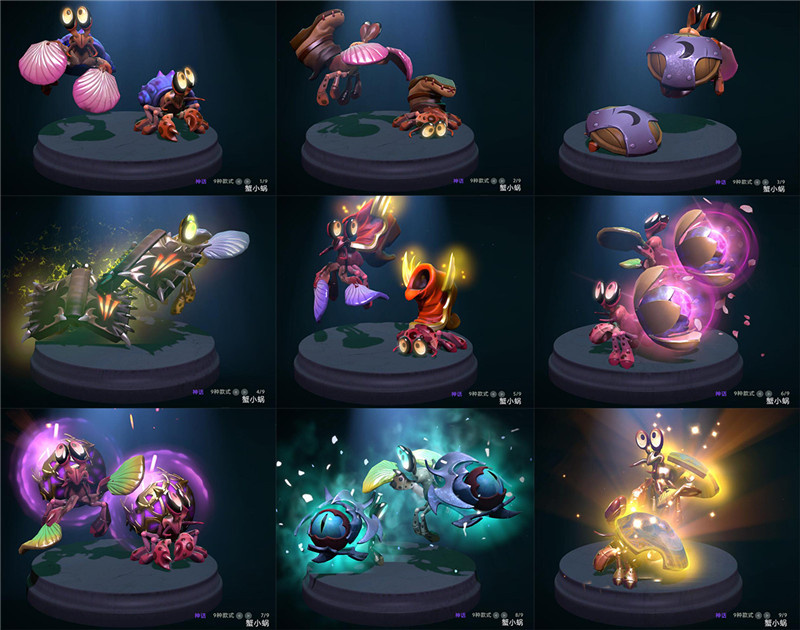 神话 9种款式 1/9
蟹小蜗
神话 9种款式 2/9
蟹小蜗
神话 9种款式 3/9
蟹小蜗
神话 9种款式 4/9
蟹小蜗
神话 9种款式 5/9
蟹小蜗
神话 9种款式 6/9
蟹小蜗
神话 9种款式 7/9
蟹小蜗
神话 9种款式 8/9
蟹小蜗
神话 9种款式 9/9
蟹小蜗